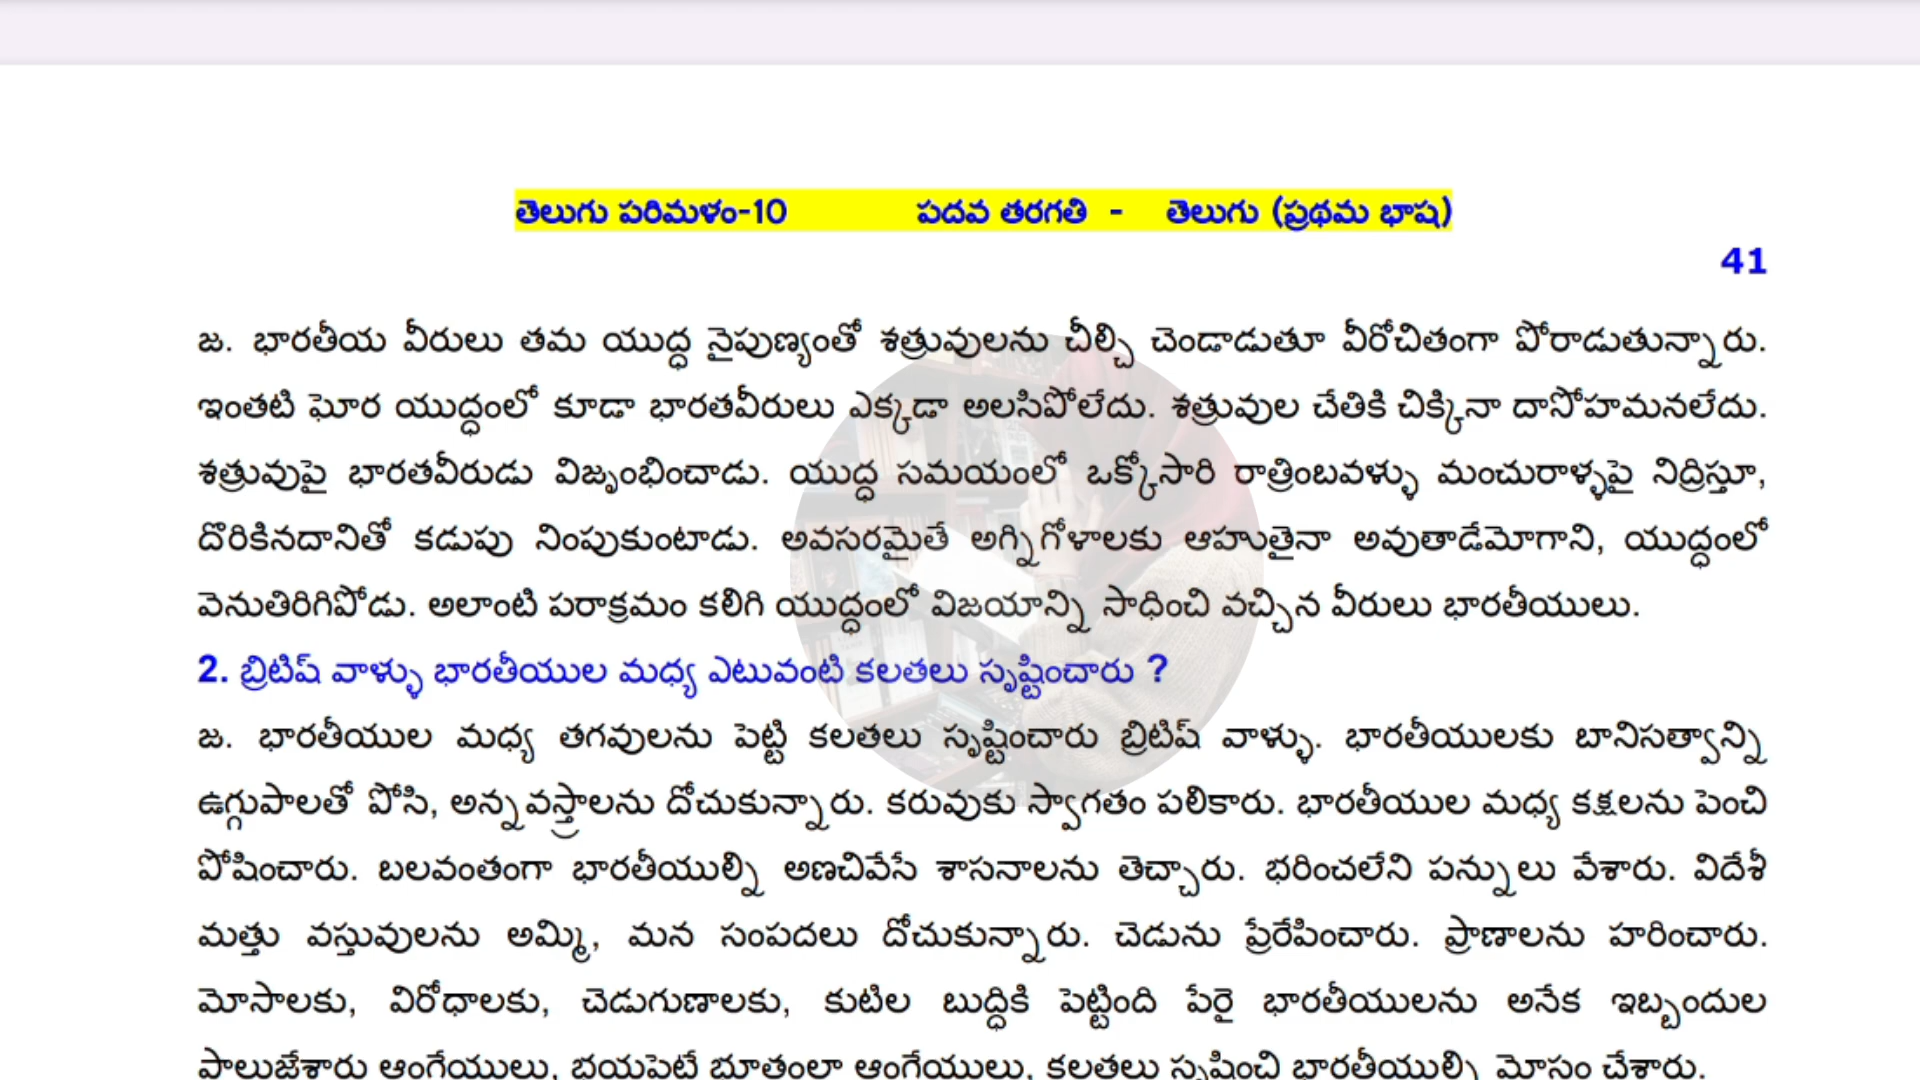 తెలుగు పరిమళం-10 పదవ తరగతి - తెలుగు (ప్రథమ భాష)
41
జ. భారతీయ వీరులు తమ యుద్ధ నైపుణ్యంతో శత్రువులను చీల్చి చెండాడుతూ వీరోచితంగా పోరాడుతున్నారు.
ఇంతటి ఘోర యుద్ధంలో కూడా భారతవీరులు ఎక్కడా అలసిపోలేదు. శత్రువుల చేతికి చిక్కినా దాసోహమనలేదు.
శత్రువుపై భారతవీరుడు విజృంభించాడు. యుద్ధ సమయంలో ఒక్కోసారి రాత్రింబవళ్ళు మంచురాళ్ళపై నిద్రిస్తూ,
దొరికినదానితో కడుపు నింపుకుంటాడు. అవసరమైతే అగ్నిగోళాలకు ఆహుతైనా అవుతాడేమోగాని, యుద్ధంలో
వెనుతిరిగిపోడు. అలాంటి పరాక్రమం కలిగి యుద్ధంలో విజయాన్ని సాధించి వచ్చిన వీరులు భారతీయులు.
2. బ్రిటిష్ వాళ్ళు భారతీయుల మధ్య ఎటువంటి కలతలు సృష్టించారు ?
జ. భారతీయుల మధ్య తగవులను పెట్టి కలతలు సృష్టించారు బ్రిటిష్ వాళ్ళు. భారతీయులకు బానిసత్వాన్ని
ఉగ్గుపాలతో పోసి, అన్నవస్త్రాలను దోచుకున్నారు. కరువుకు స్వాగతం పలికారు. భారతీయుల మధ్య కక్షలను పెంచి
పోషించారు. బలవంతంగా భారతీయుల్ని అణచివేసే శాసనాలను తెచ్చారు. భరించలేని పన్నులు వేశారు. విదేశీ
మత్తు వస్తువులను అమ్మి, మన సంపదలు దోచుకున్నారు. చెడును ప్రేరేపించారు. ప్రాణాలను హరించారు.
మోసాలకు, విరోధాలకు, చెడుగుణాలకు, కుటిల బుద్ధికి పెట్టింది పేరై భారతీయులను అనేక ఇబ్బందుల
పాలుజేశారు ఆంగేయులు, భయపెట్టే భూతంలా ఆంగేయులు, కలతలు సృష్టించి భారతీయుల్ని మోసం చేశారు.